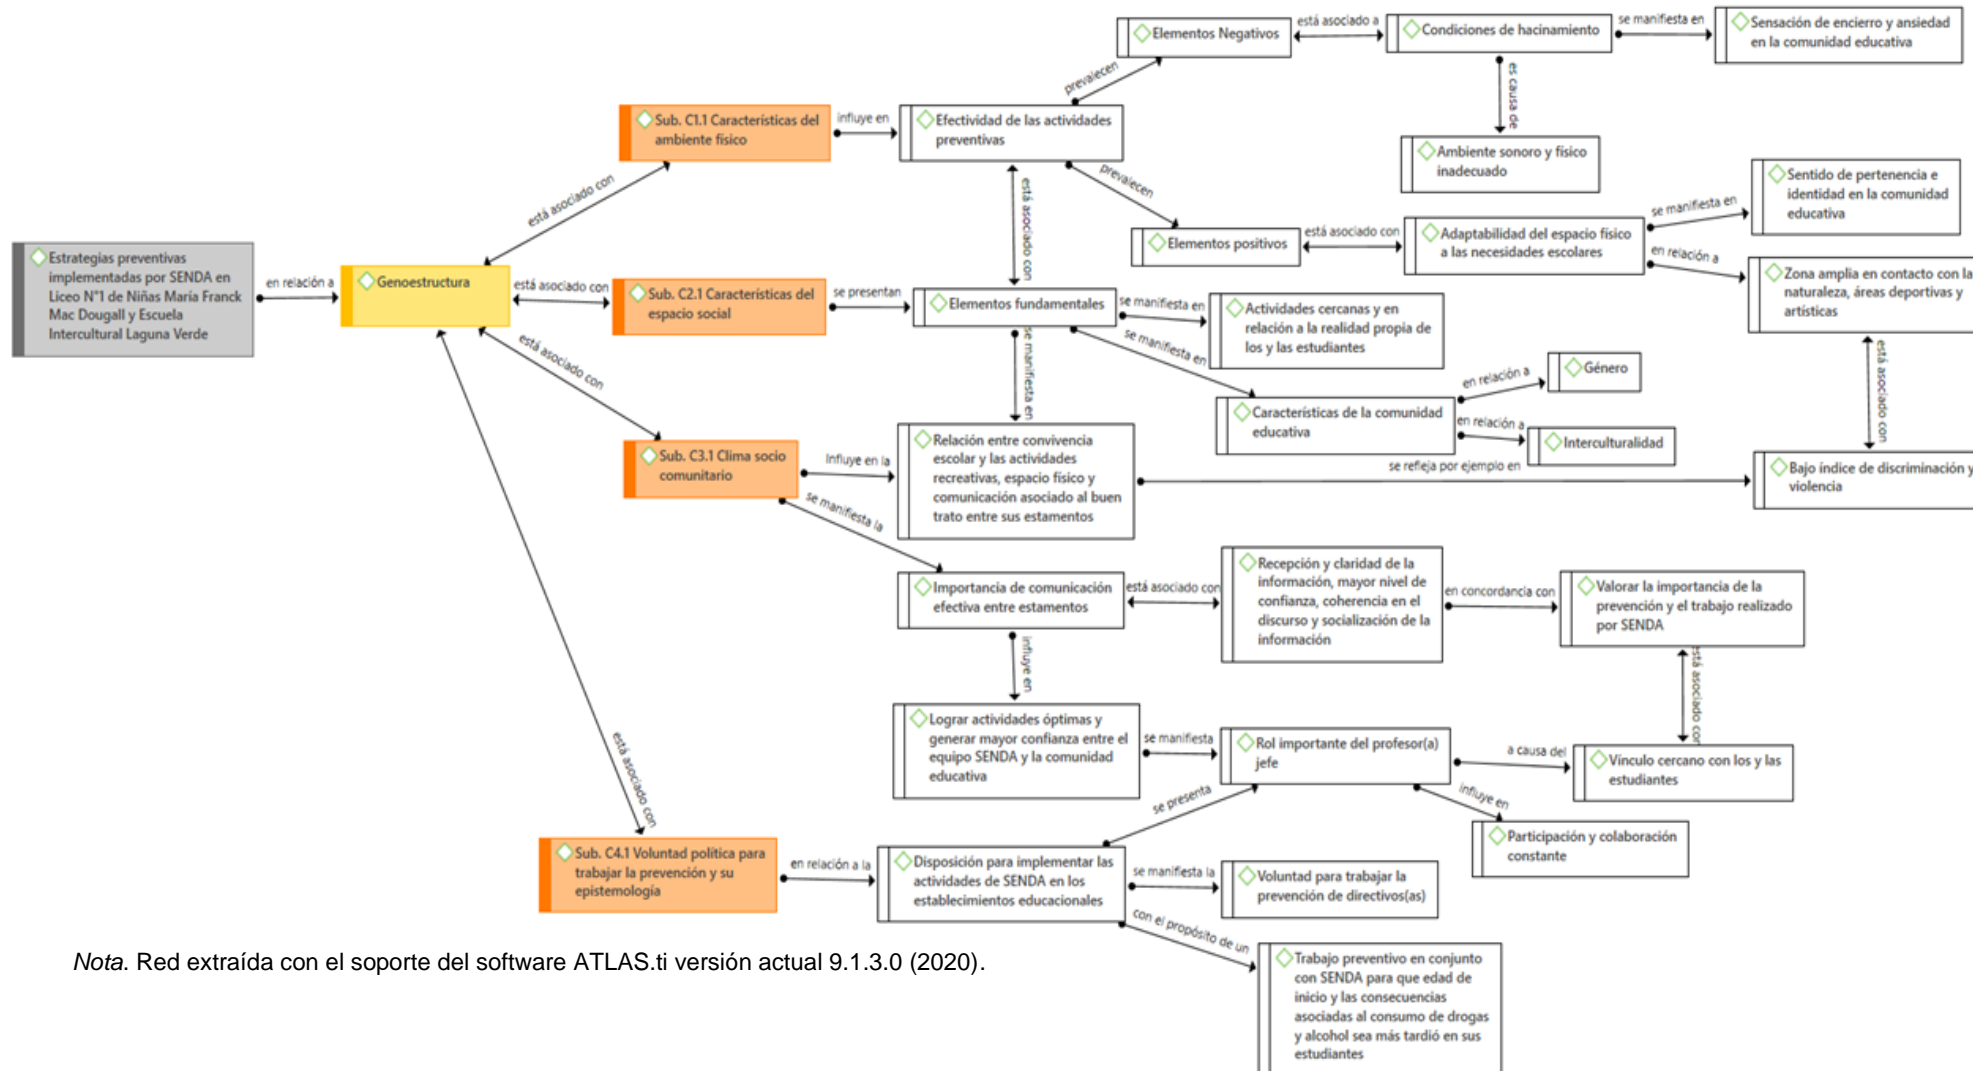 Estrategias preventivas
implementadas por SENDA en
Liceo N°1 de Niñas María Franck
Mac Dougall y Escuela
Intercultural Laguna Verde
en relación a
Genoestructura
está asociado con
Sub. C1.1 Características del
ambiente físico
influye en
Efectividad de las actividades
preventivas
prevalecen
Elementos Negativos
está asociado a
Condiciones de hacinamiento
se manifiesta en
Sensación de encierro y ansiedad
en la comunidad educativa
es causa de
Ambiente sonoro y físico
inadecuado
prevalecen
Elementos positivos
está asociado con
Adaptabilidad del espacio físico
a las necesidades escolares
se manifiesta en
Sentido de pertenencia e
identidad en la comunidad
educativa
en relación a
Zona amplia en contacto con la
naturaleza, áreas deportivas y
artísticas
está asociado con
está asociado con
está asociado con
Sub. C2.1 Características del
espacio social
se presentan
Elementos fundamentales
se manifiesta en
Actividades cercanas y en
relación a la realidad propia de
los y las estudiantes
se manifiesta en
Características de la comunidad
educativa
en relación a
Género
en relación a
Interculturalidad
se manifiesta en
está asociado con
Sub. C3.1 Clima socio
comunitario
Influye en la
Relación entre convivencia
escolar y las actividades
recreativas, espacio físico y
comunicación asociado al buen
trato entre sus estamentos
se refleja por ejemplo en
Bajo índice de discriminación y
violencia
se manifiesta la
Importancia de comunicación
efectiva entre estamentos
está asociado con
Recepción y claridad de la
información, mayor nivel de
confianza, coherencia en el
discurso y socialización de la
información
en concordancia con
Valorar la importancia de la
prevención y el trabajo realizado
por SENDA
influye en
Lograr actividades óptimas y
generar mayor confianza entre el
equipo SENDA y la comunidad
educativa
se manifiesta
Rol importante del profesor(a)
jefe
a causa del
Vínculo cercano con los y las
estudiantes
está asociado con
influye en
Participación y colaboración
constante
está asociado con
Sub. C4.1 Voluntad política para
trabajar la prevención y su
epistemología
en relación a la
Disposición para implementar las
actividades de SENDA en los
establecimientos educacionales
se presenta
se manifiesta la
Voluntad para trabajar la
prevención de directivos(as)
con el propósito de un
Trabajo preventivo en conjunto
con SENDA para que edad de
inicio y las consecuencias
asociadas al consumo de drogas
y alcohol sea más tardió en sus
estudiantes
Nota. Red extraída con el soporte del software ATLAS.ti versión actual 9.1.3.0 (2020).